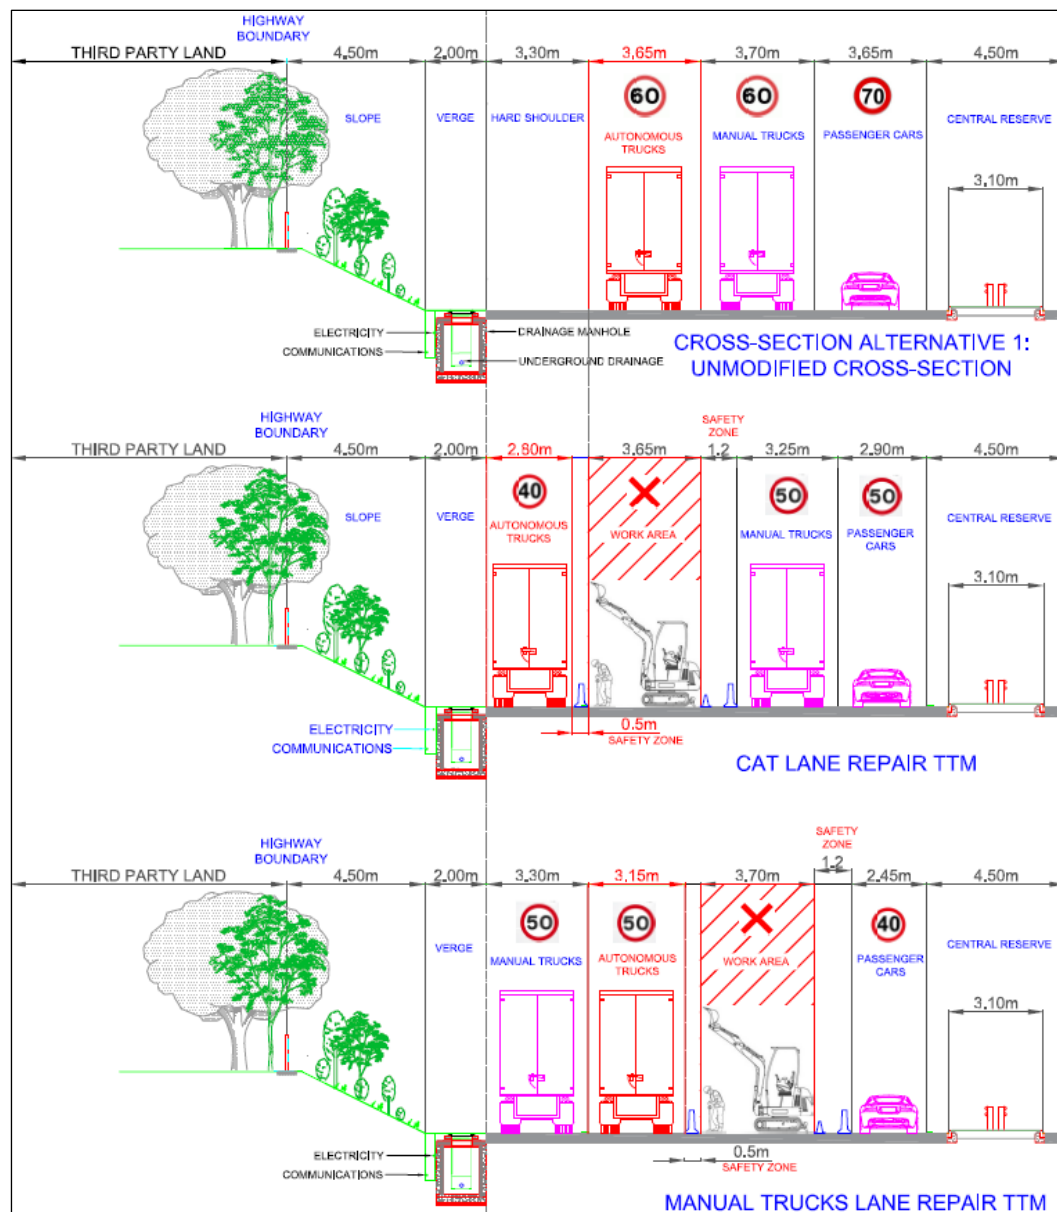 HIGHWAY
BOUNDARY
THIRD PARTY LAND
4.50m
2.00m
3.30m
3.65m
3.70m
3.65m
4.50m
60
60
70
SLOPE
VERGE
HARD SHOULDER
AUTONOMOUS
TRUCKS
MANUAL TRUCKS
PASSENGER CARS
CENTRAL RESERVE
3.10m
ELECTRICITY
COMMUNICATIONS
DRAINAGE MANHOLE
UNDERGROUND DRAINAGE
CROSS-SECTION ALTERNATIVE 1:
UNMODIFIED CROSS-SECTION
HIGHWAY
BOUNDARY
SAFETY
ZONE
THIRD PARTY LAND
4.50m
2.00m
2.80m
3.65m
1.2
3.25m
2.90m
4.50m
40
50
50
SLOPE
VERGE
AUTONOMOUS
TRUCKS
WORK AREA
MANUAL TRUCKS
PASSENGER
CARS
CENTRAL RESERVE
3.10m
ELECTRICITY
COMMUNICATIONS
0.5m
SAFETY ZONE
CAT LANE REPAIR TTM
HIGHWAY
BOUNDARY
SAFETY
ZONE
THIRD PARTY LAND
4.50m
2.00m
3.30m
3.15m
3.70m
1.2
2.45m
4.50m
50
50
40
VERGE
MANUAL TRUCKS
AUTONOMOUS
TRUCKS
WORK AREA
PASSENGER
CARS
CENTRAL RESERVE
3.10m
ELECTRICITY
COMMUNICATIONS
0.5m
SAFETY ZONE
MANUAL TRUCKS LANE REPAIR TTM